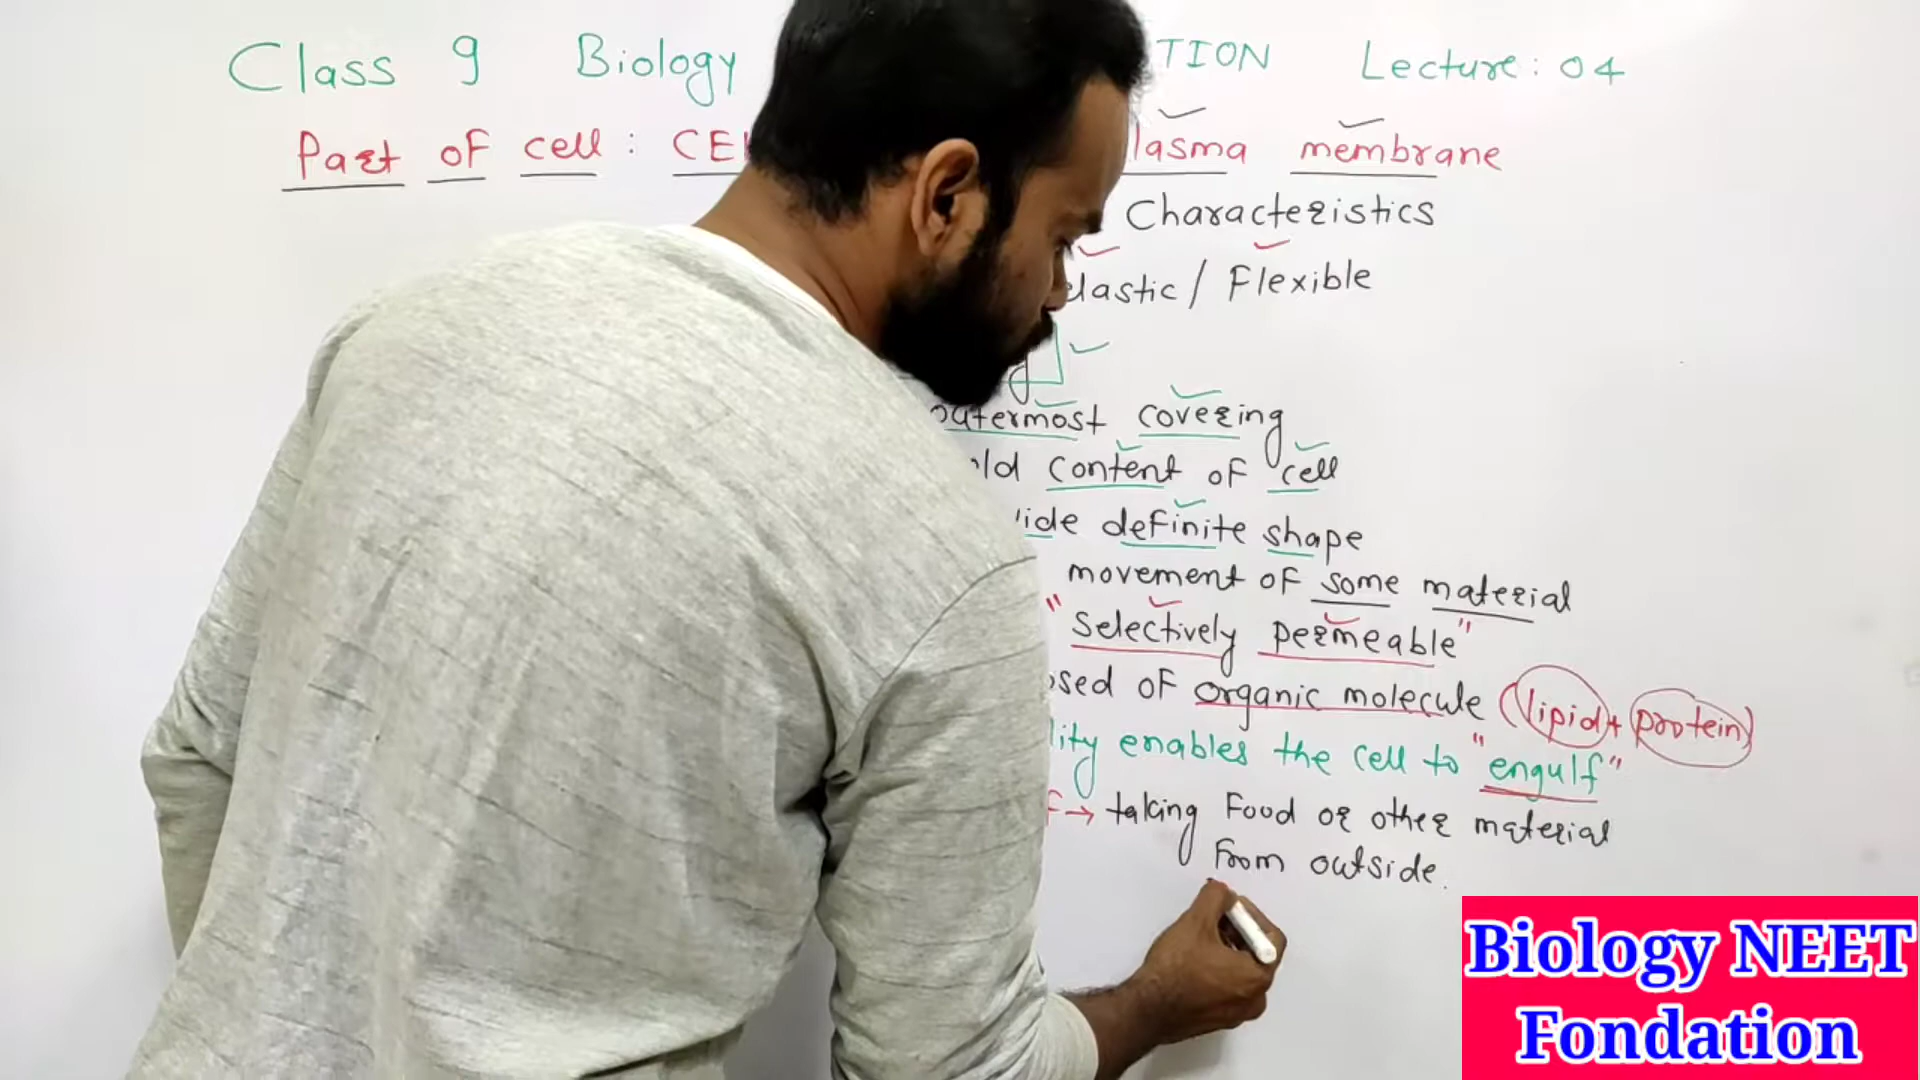 Class 9 Biology TION Lecture: 04
Part of cell: CE lasma membrane
Characteristics
elastic / Flexible
outermost covering
ld content of cell
ide definite shape
movement of some material
"selectively permeable"
osed of organic molecule (lipid + protein)
lity enables the cell to "engulf"
f → taking food or other material
from outside.
Biology NEET
Fondation